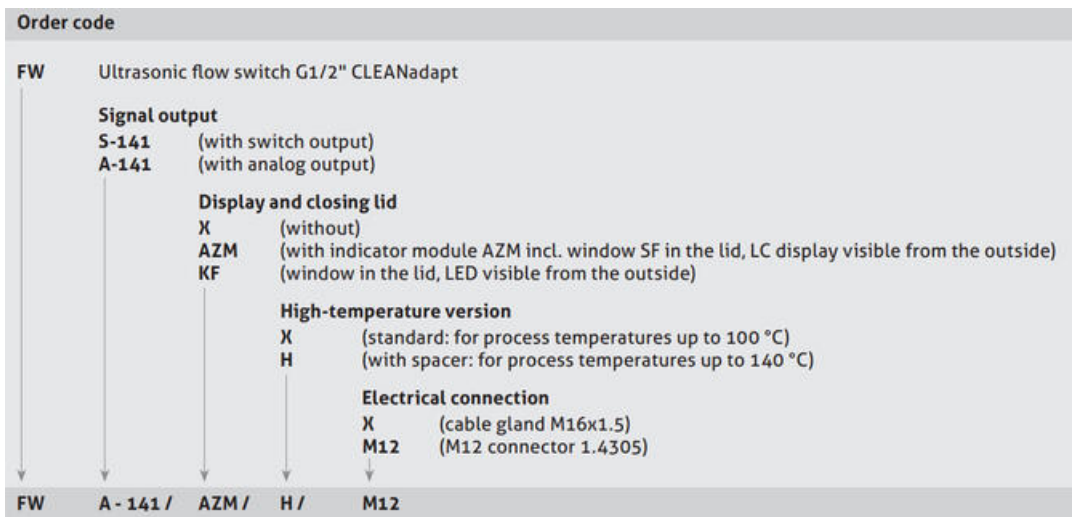 Order code
FW Ultrasonic flow switch G1/2" CLEANadapt
Signal output
S-141 (with switch output)
A-141 (with analog output)
Display and closing lid
X (without)
AZM (with indicator module AZM incl. window SF in the lid, LC display visible from the outside)
KF (window in the lid, LED visible from the outside)
High-temperature version
X (standard: for process temperatures up to 100 °C)
H (with spacer: for process temperatures up to 140 °C)
Electrical connection
X (cable gland M16x1.5)
M12 (M12 connector 1.4305)
FW A - 141 / AZM / H / M12